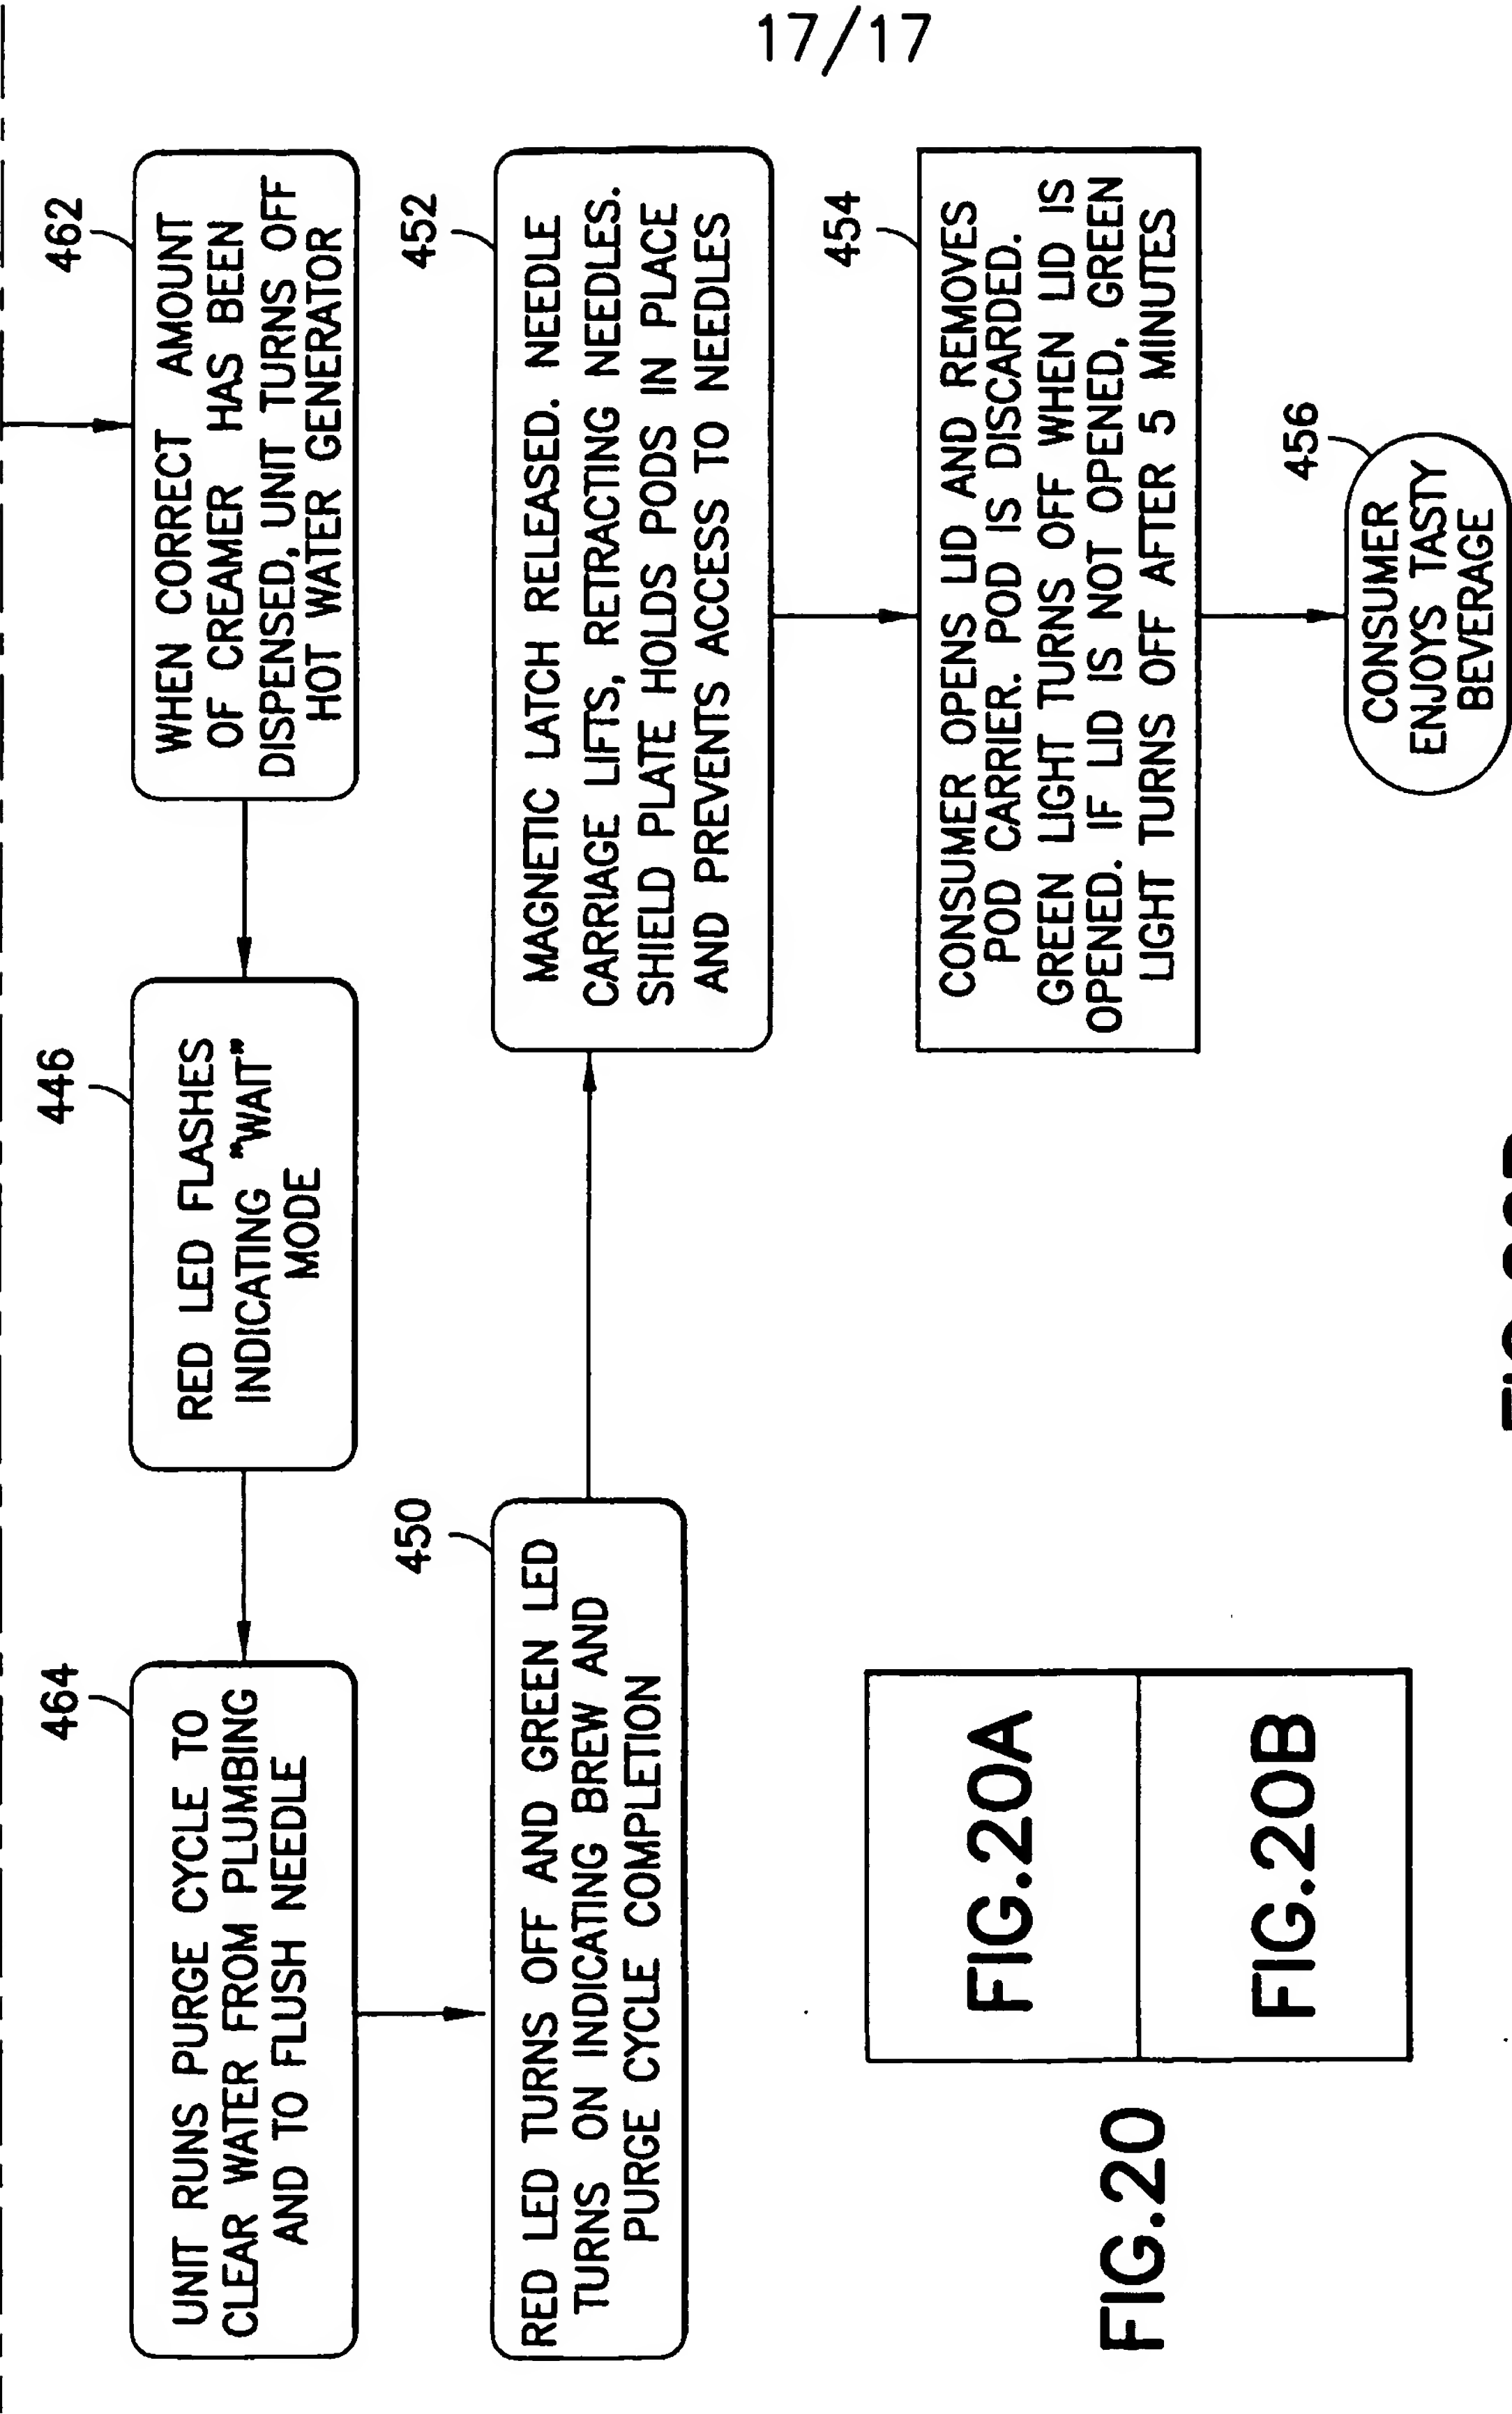 17/17
462
WHEN CORRECT AMOUNT
OF CREAMER HAS BEEN
DISPENSED, UNIT TURNS OFF
HOT WATER GENERATOR
446
RED LED FLASHES
INDICATING "WAIT"
MODE
464
UNIT RUNS PURGE CYCLE TO
CLEAR WATER FROM PLUMBING
AND TO FLUSH NEEDLE
450
RED LED TURNS OFF AND GREEN LED
TURNS ON INDICATING BREW AND
PURGE CYCLE COMPLETION
452
MAGNETIC LATCH RELEASED. NEEDLE
CARRIAGE LIFTS, RETRACTING NEEDLES.
SHIELD PLATE HOLDS PODS IN PLACE
AND PREVENTS ACCESS TO NEEDLES
454
CONSUMER OPENS LID AND REMOVES
POD CARRIER. POD IS DISCARDED.
GREEN LIGHT TURNS OFF WHEN LID IS
OPENED. IF LID IS NOT OPENED, GREEN
LIGHT TURNS OFF AFTER 5 MINUTES
456
CONSUMER
ENJOYS TASTY
BEVERAGE
FIG.20
FIG.20A
FIG.20B